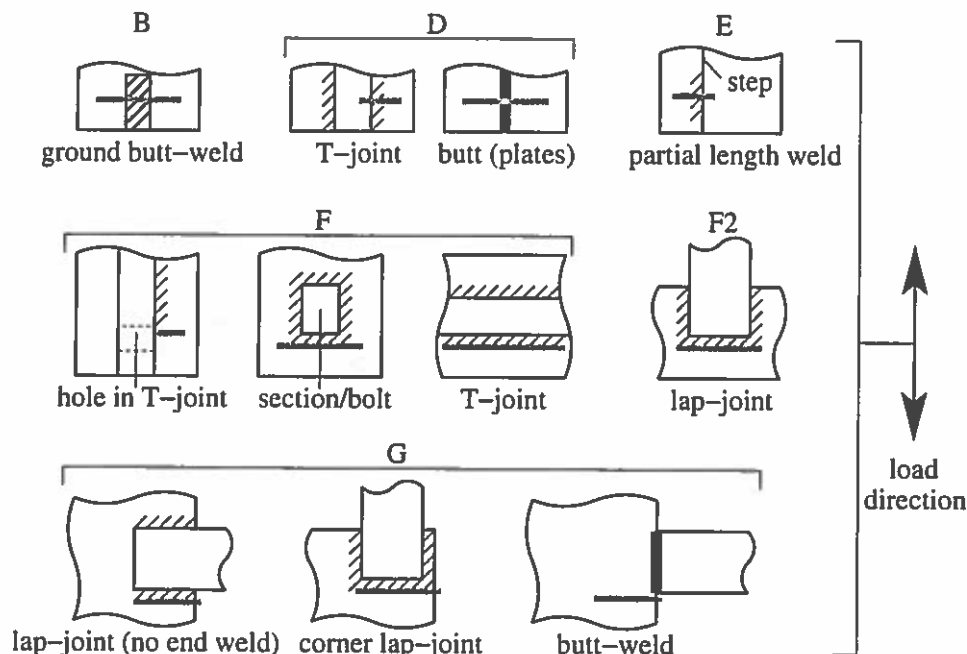 B
D
E
step
ground butt-weld
T-joint
butt (plates)
partial length weld
F
F2
hole in T-joint
section/bolt
T-joint
lap-joint
G
load
direction
lap-joint (no end weld)
corner lap-joint
butt-weld